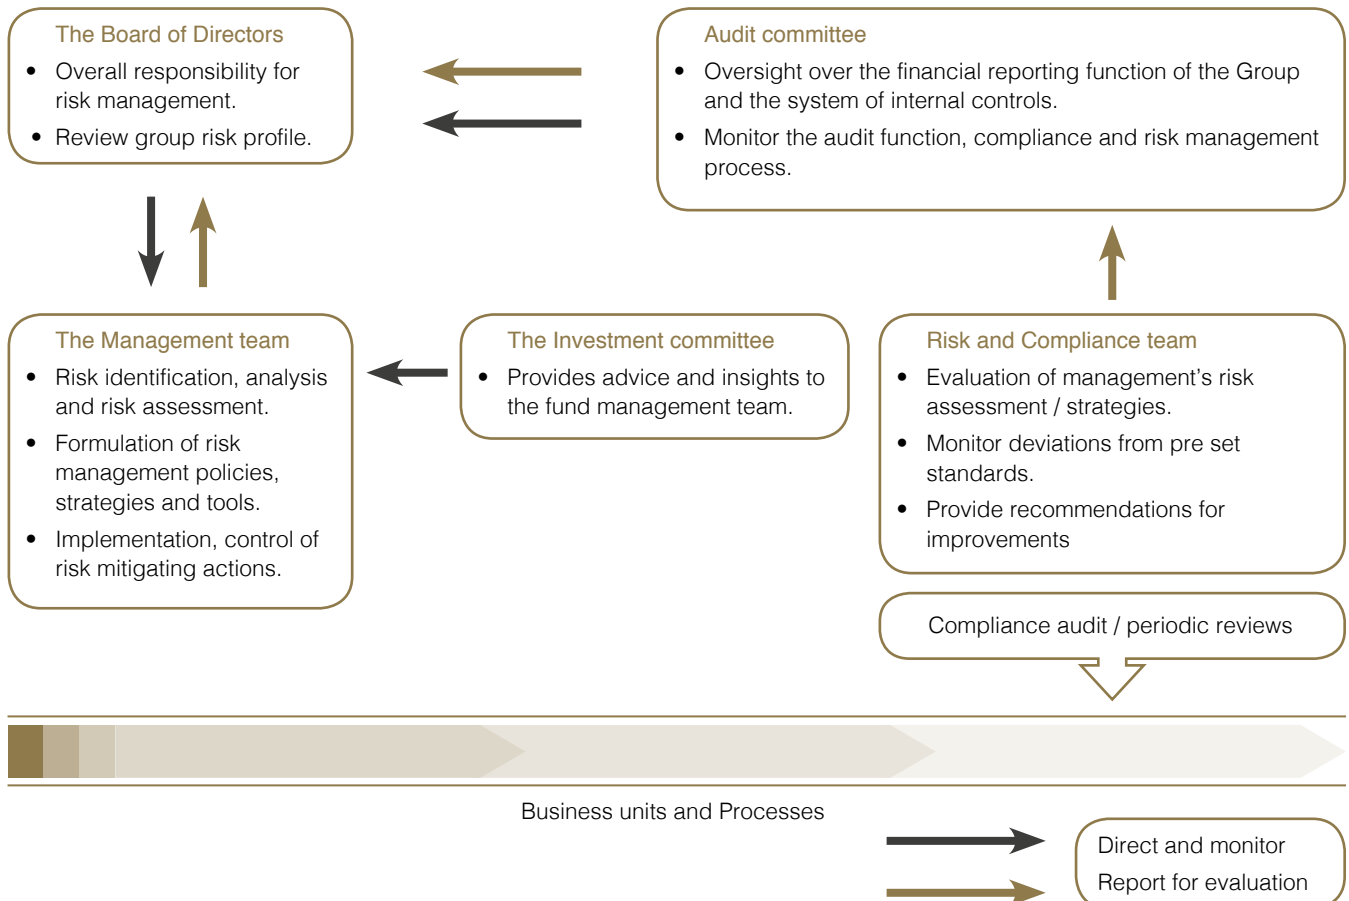 The Board of Directors
• Overall responsibility for
risk management.
• Review group risk profile.
Audit committee
• Oversight over the financial reporting function of the Group
and the system of internal controls.
• Monitor the audit function, compliance and risk management
process.
The Management team
• Risk identification, analysis
and risk assessment.
• Formulation of risk
management policies,
strategies and tools.
• Implementation, control of
risk mitigating actions.
The Investment committee
• Provides advice and insights to
the fund management team.
Risk and Compliance team
• Evaluation of management’s risk
assessment / strategies.
• Monitor deviations from pre set
standards.
• Provide recommendations for
improvements
Compliance audit / periodic reviews
Business units and Processes
Direct and monitor
Report for evaluation